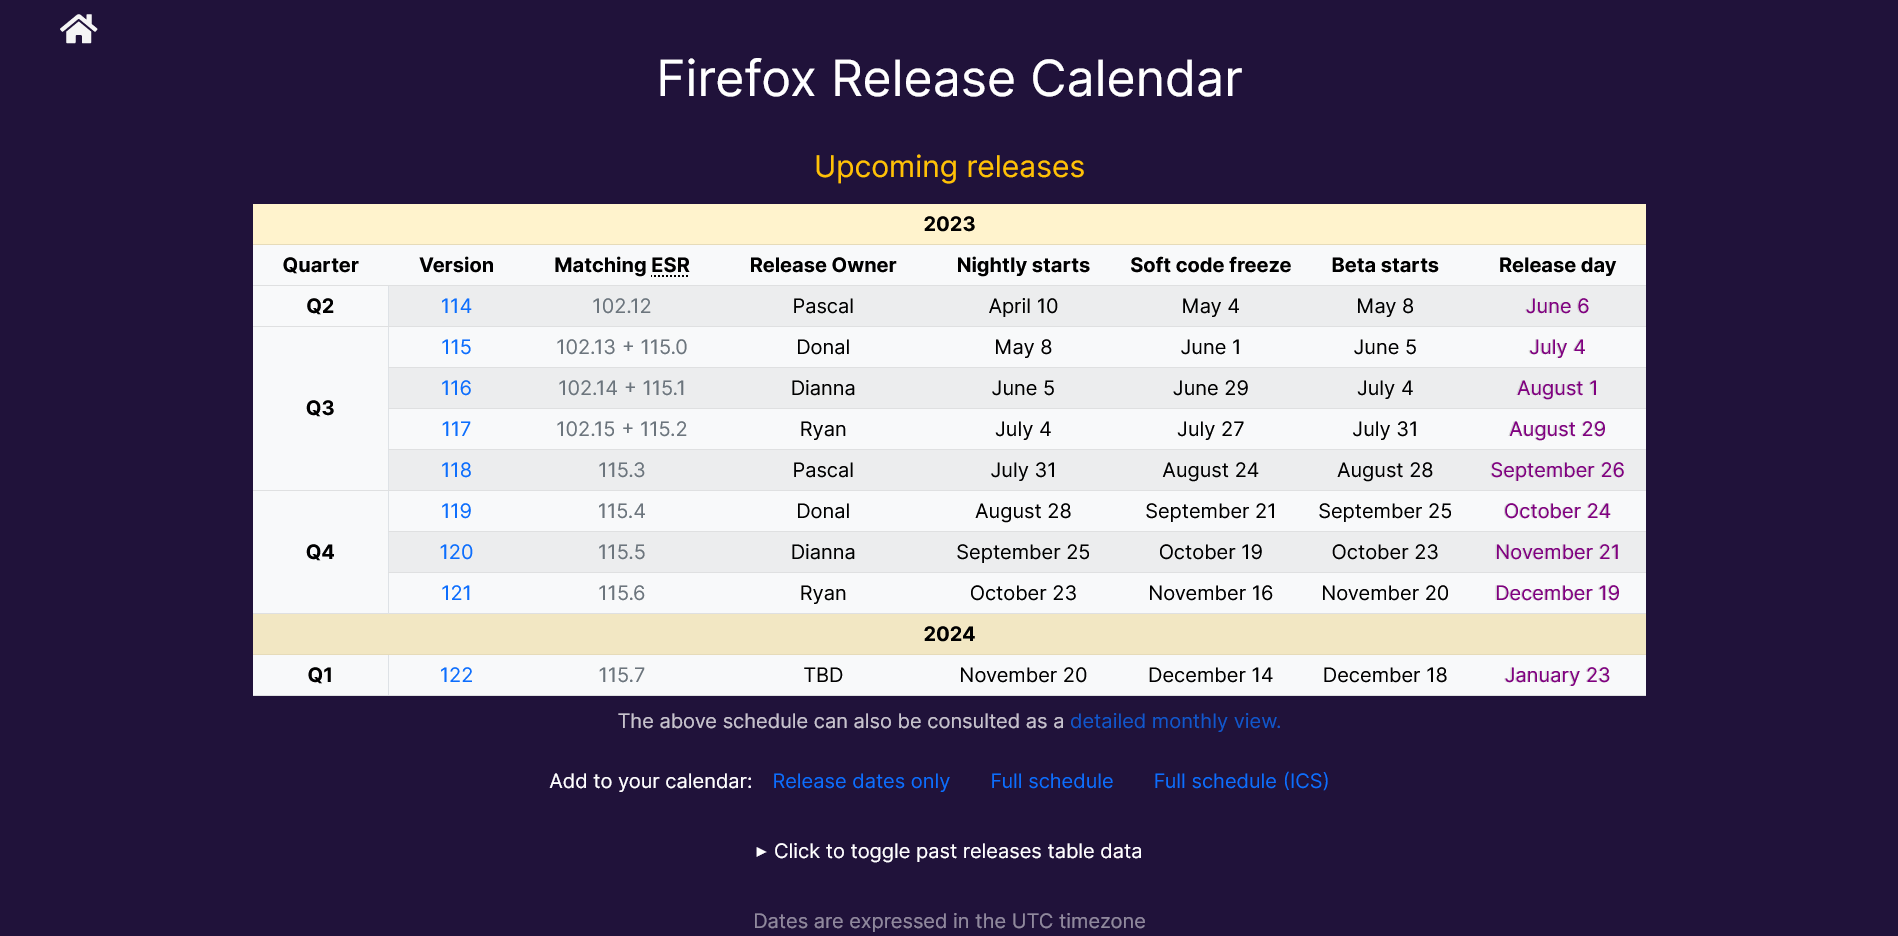 Firefox Release Calendar
Upcoming releases
2023
Quarter Version Matching ESR Release Owner Nightly starts Soft code freeze Beta starts Release day
Q2 114 102.12 Pascal April 10 May 4 May 8 June 6
115 102.13 + 115.0 Donal May 8 June 1 June 5 July 4
116 102.14 + 115.1 Dianna June 5 June 29 July 4 August 1
Q3
117 102.15 + 115.2 Ryan July 4 July 27 July 31 August 29
118 115.3 Pascal July 31 August 24 August 28 September 26
119 115.4 Donal August 28 September 21 September 25 October 24
Q4 120 115.5 Dianna September 25 October 19 October 23 November 21
121 115.6 Ryan October 23 November 16 November 20 December 19
2024
Q1 122 115.7 TBD November 20 December 14 December 18 January 23
The above schedule can also be consulted as a detailed monthly view.
Add to your calendar: Release dates only Full schedule Full schedule (ICS)
▸ Click to toggle past releases table data
Dates are expressed in the UTC timezone